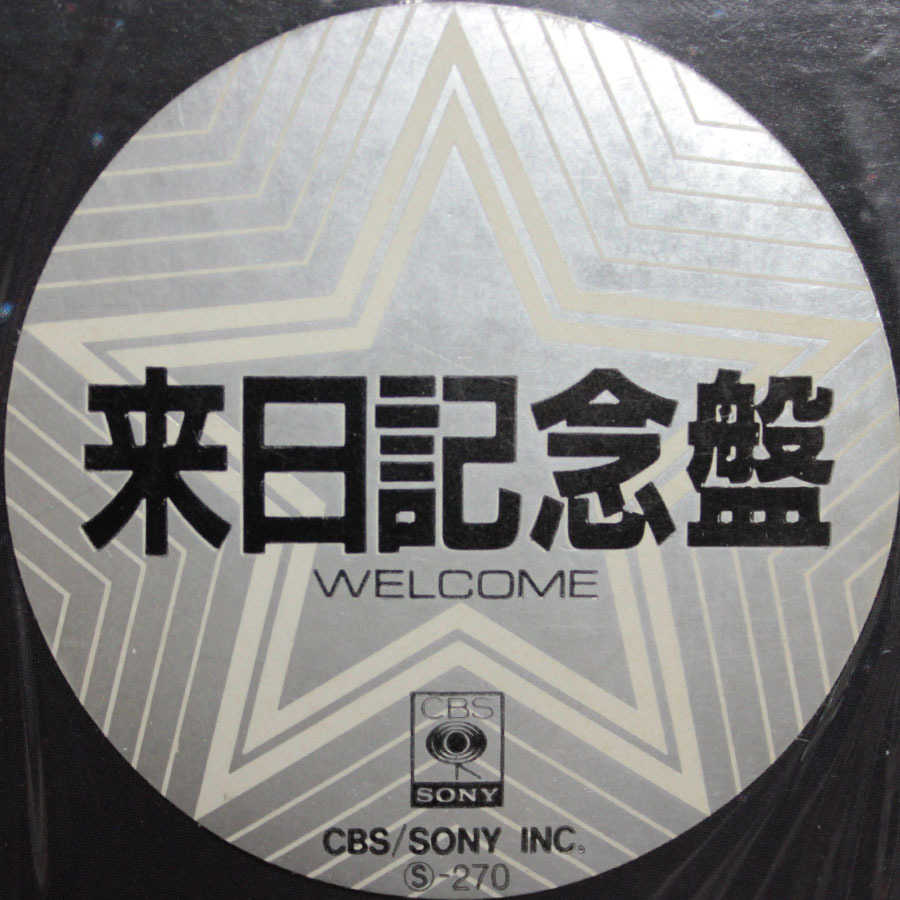 来日記念盤
WELCOME
CBS
SONY
CBS/SONY INC.
Ⓢ-270